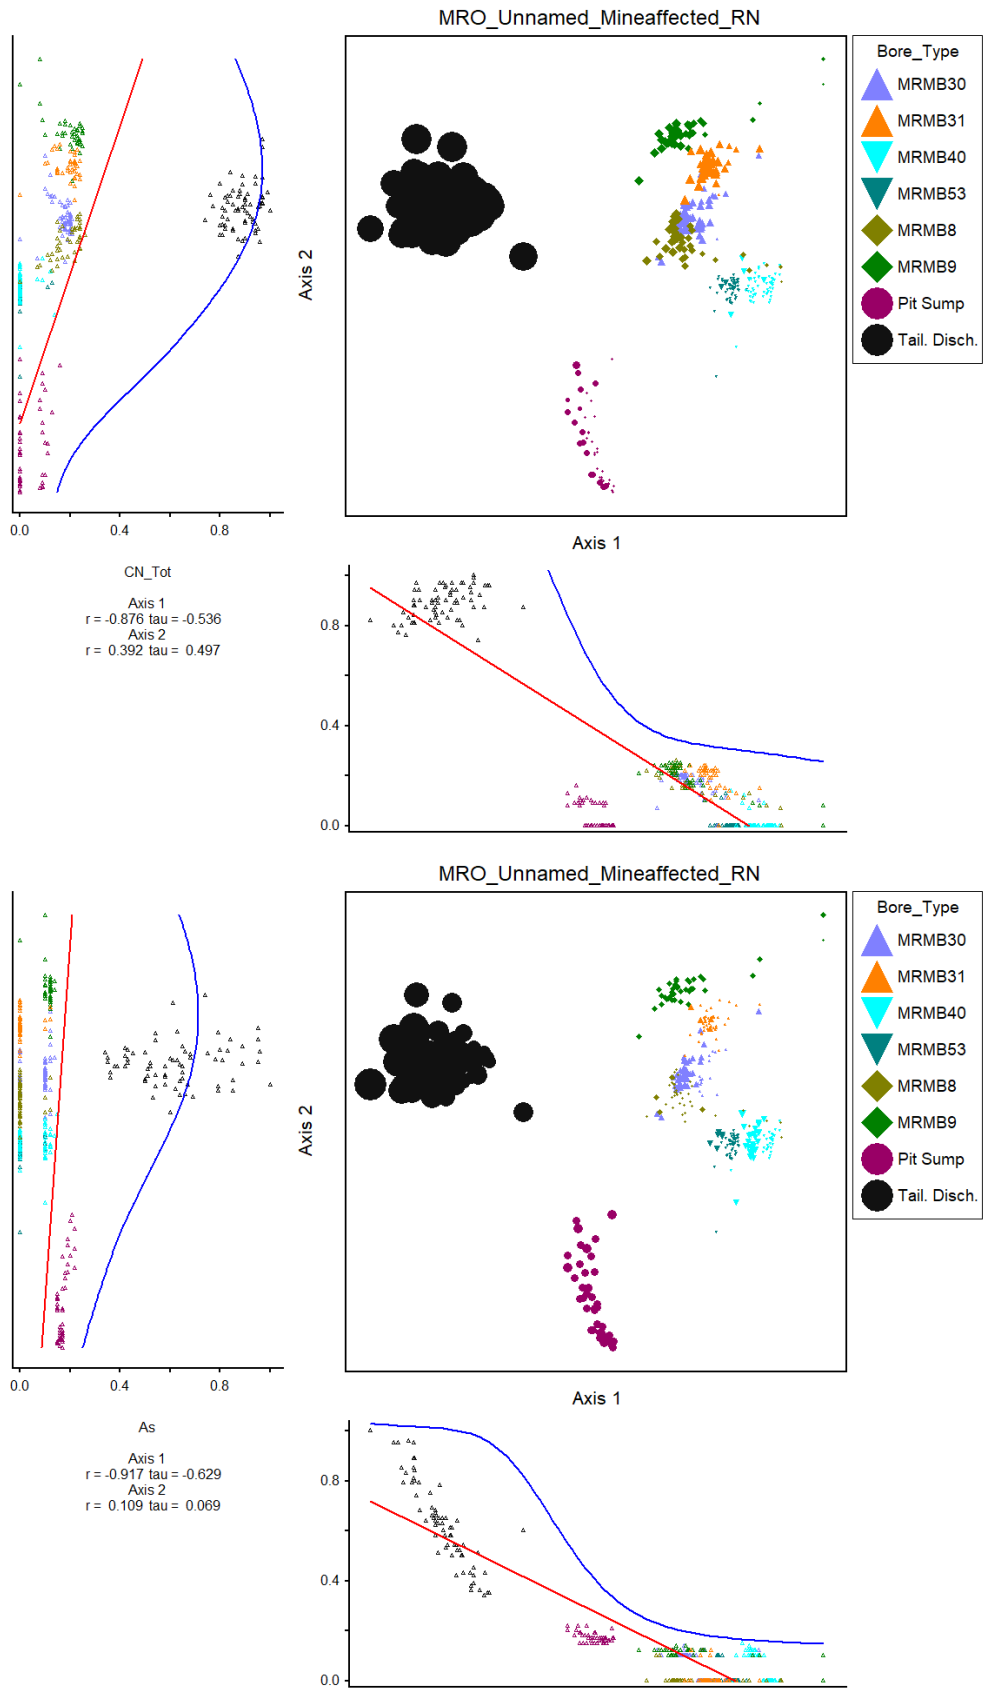 MRO_Unnamed_Mineaffected_RN
Bore_Type
MRMB30
MRMB31
MRMB40
MRMB53
MRMB8
MRMB9
Pit Sump
Tail. Disch.
Axis 2
0.0 0.4 0.8
Axis 1
CN_Tot
Axis 1
r = -0.876 tau = -0.536
Axis 2
r = 0.392 tau = 0.497
0.8
0.4
0.0
MRO_Unnamed_Mineaffected_RN
Bore_Type
MRMB30
MRMB31
MRMB40
MRMB53
MRMB8
MRMB9
Pit Sump
Tail. Disch.
Axis 2
0.0 0.4 0.8
Axis 1
As
Axis 1
r = -0.917 tau = -0.629
Axis 2
r = 0.109 tau = 0.069
0.8
0.4
0.0